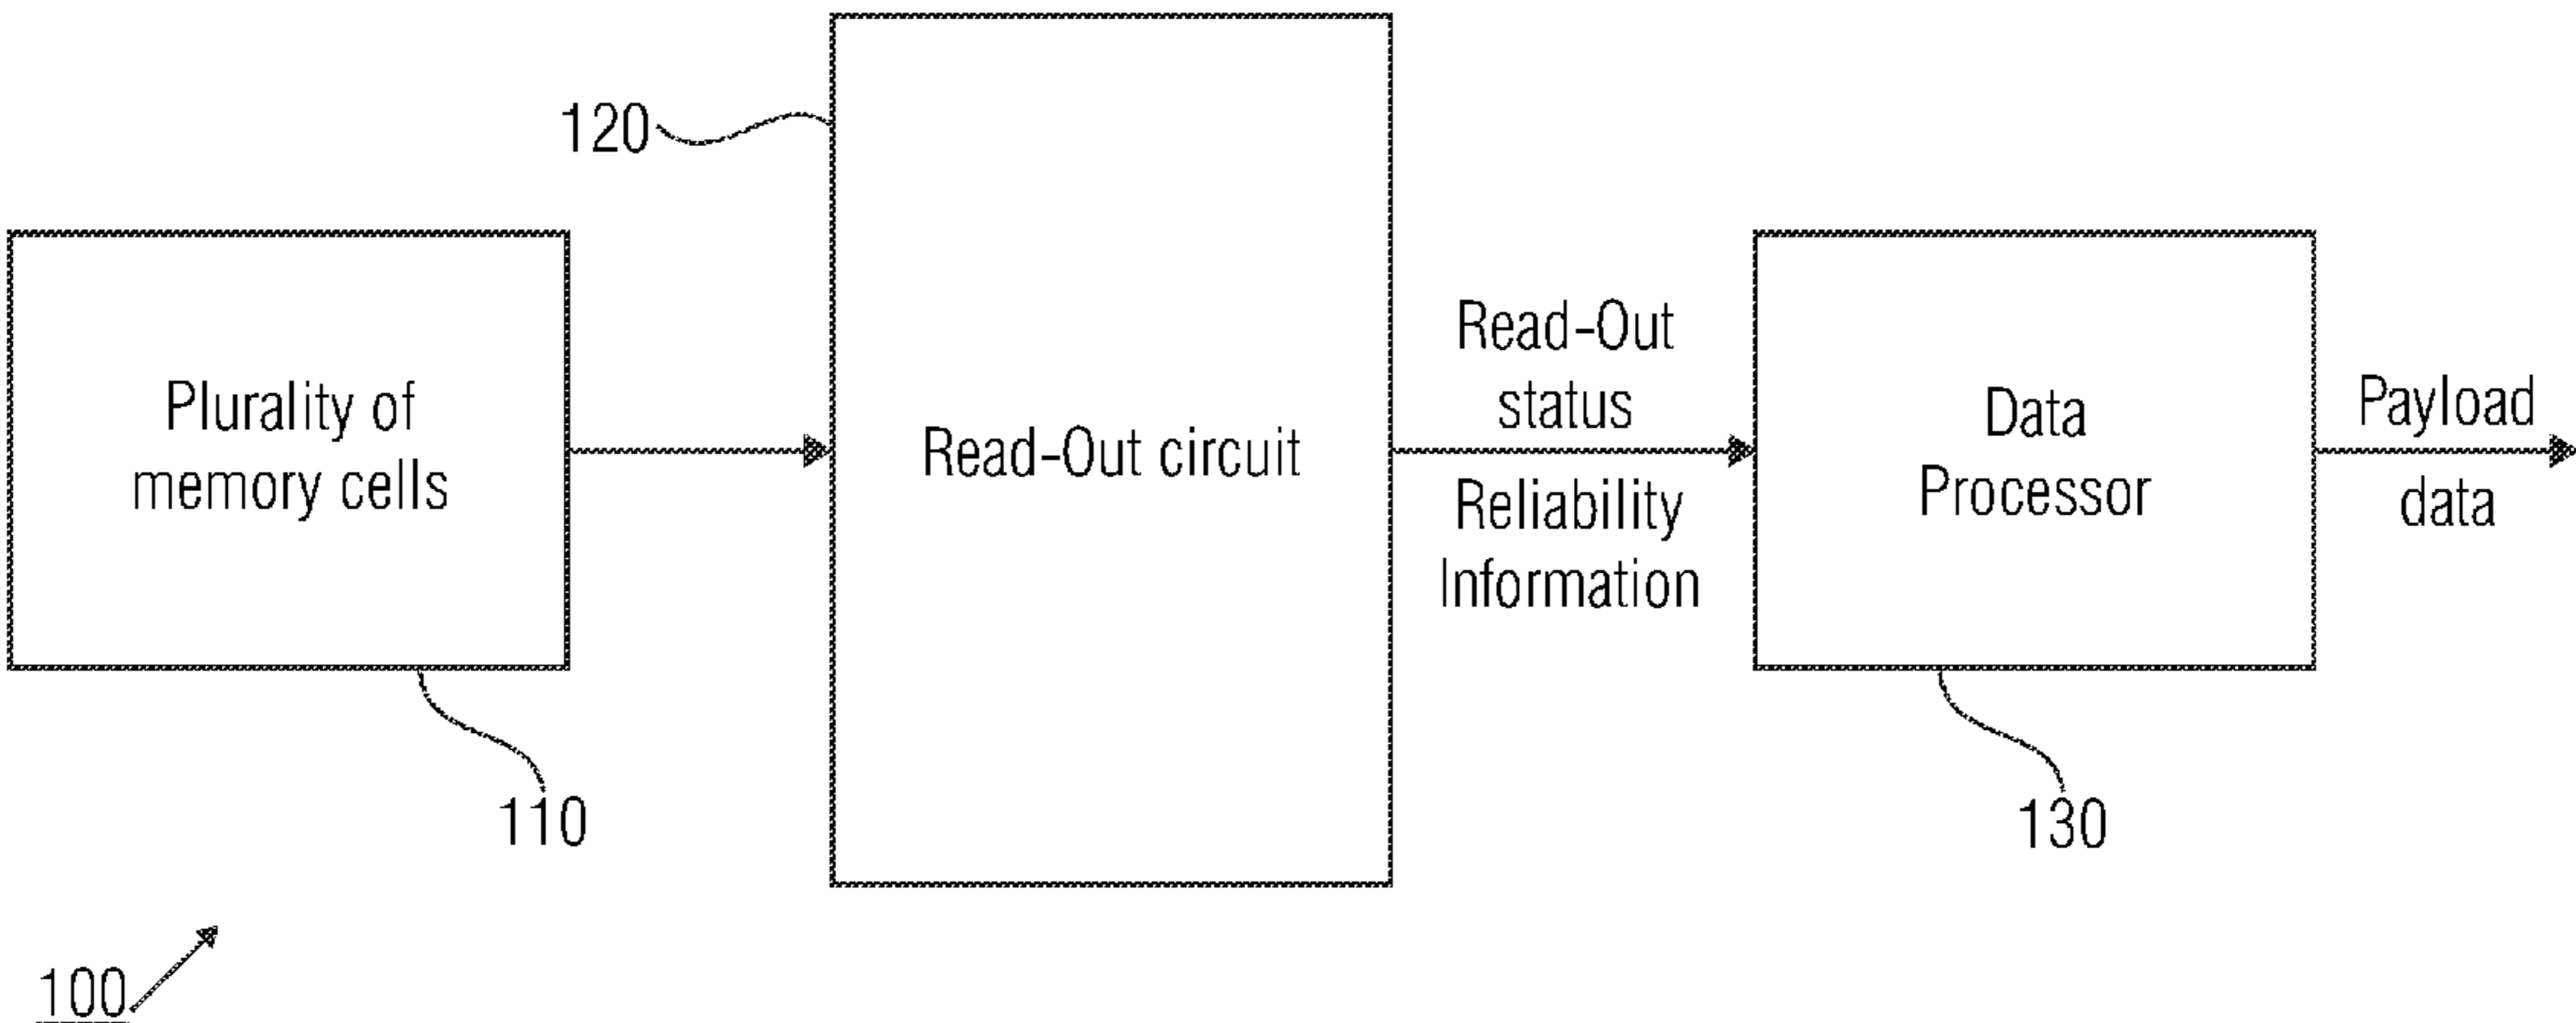 120
Plurality of
memory cells
110
Read-Out circuit
Read-Out
status
Reliability
Information
Data
Processor
130
Payload
data
100